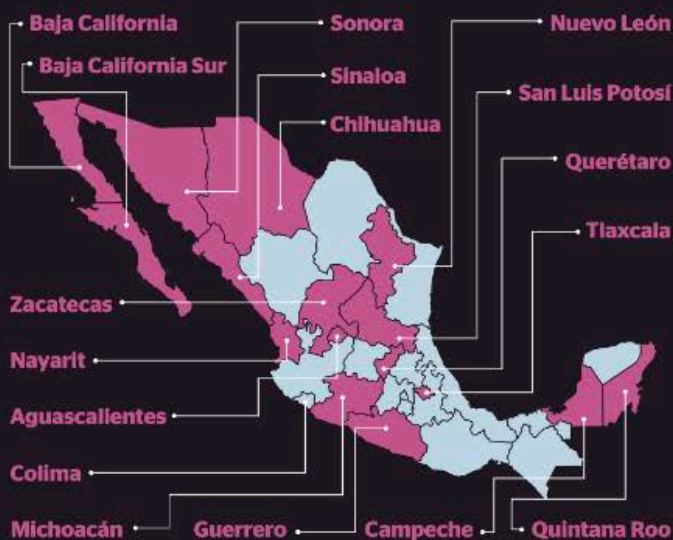 Baja California
Sonora
Nuevo León
Baja California Sur
Sinaloa
San Luis Potosí
Chihuahua
Querétaro
Tlaxcala
Zacatecas
Nayarit
Aguascalientes
Colima
Michoacán
Guerrero
Campeche
Quintana Roo